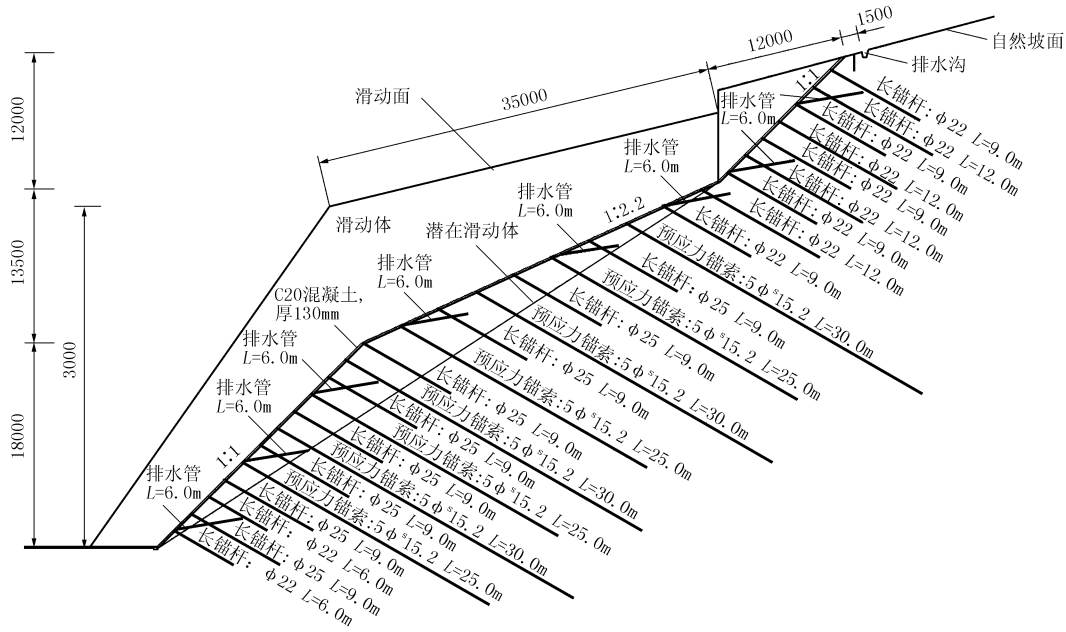 1500
12000
自然坡面
排水沟
1:1
35000
滑动面
12000
排水管
L=6.0m
排水管
L=6.0m
排水管
L=6.0m
1:2.2
滑动体
潜在滑动体
13500
排水管
L=6.0m
C20混凝土,
厚130mm
3000
排水管
L=6.0m
排水管
L=6.0m
18000
1:1
排水管
L=6.0m
长锚杆: φ22 L=9.0m
长锚杆: φ22 L=12.0m
长锚杆: φ22 L=9.0m
长锚杆: φ22 L=12.0m
长锚杆: φ22 L=9.0m
长锚杆: φ22 L=12.0m
长锚杆: φ22 L=9.0m
长锚杆: φ22 L=12.0m
长锚杆: φ22 L=9.0m
预应力锚索:5φˢ15.2 L=30.0m
长锚杆: φ25 L=9.0m
预应力锚索:5φˢ15.2 L=25.0m
长锚杆: φ25 L=9.0m
预应力锚索:5φˢ15.2 L=30.0m
长锚杆: φ25 L=9.0m
预应力锚索:5φˢ15.2 L=25.0m
φ25 L=9.0m
预应力锚索:5φˢ15.2 L=30.0m
长锚杆: φ25 L=9.0m
预应力锚索:5φˢ15.2 L=25.0m
长锚杆: φ25 L=9.0m
预应力锚索:5φˢ15.2 L=30.0m
长锚杆: φ25 L=9.0m
预应力锚索:5φˢ15.2 L=25.0m
长锚杆: φ25 L=9.0m
长锚杆: φ22 L=6.0m
长锚杆: φ25 L=9.0m
长锚杆: φ22 L=6.0m